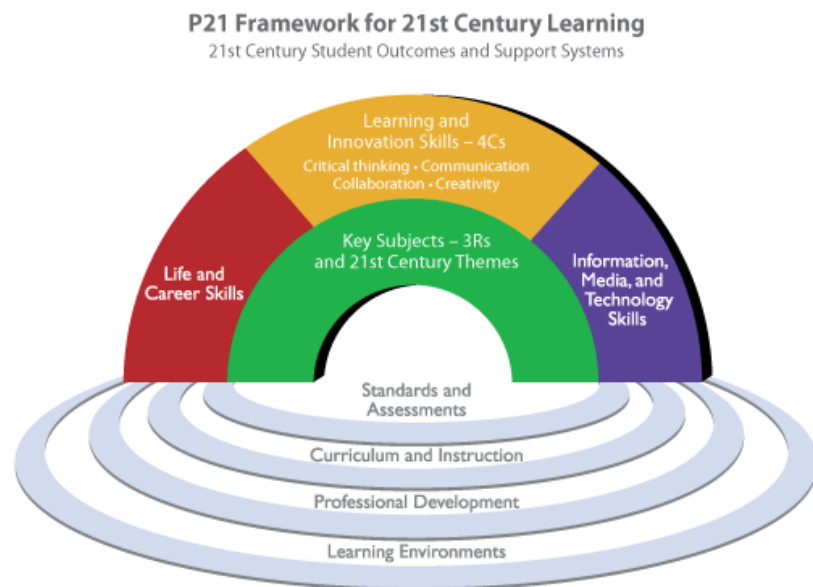 P21 Framework for 21st Century Learning
21st Century Student Outcomes and Support Systems
Learning and
Innovation Skills – 4Cs
Critical thinking • Communication
Collaboration • Creativity
Key Subjects – 3Rs
and 21st Century Themes
Life and
Career Skills
Information,
Media, and
Technology
Skills
Standards and
Assessments
Curriculum and Instruction
Professional Development
Learning Environments